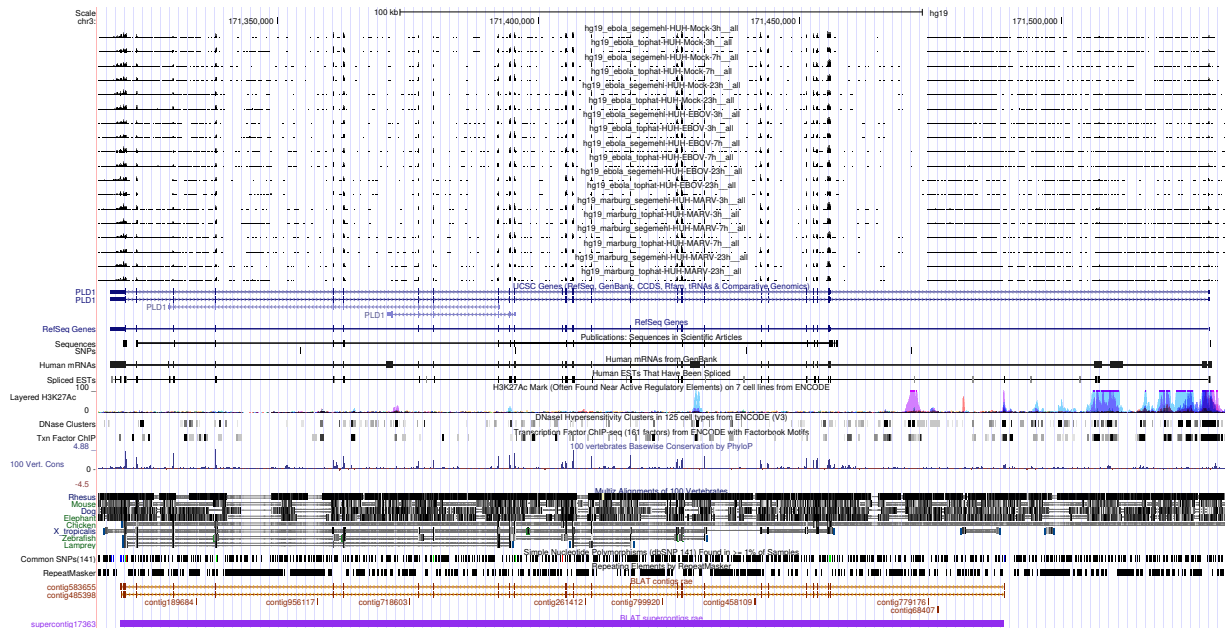 Scale 100 kb hg19
chr3: 171,350,000 171,400,000 171,450,000 171,500,000
hg19_ebola_segemehl-HUH-Mock-3h__all
hg19_ebola_tophat-HUH-Mock-3h__all
hg19_ebola_segemehl-HUH-Mock-7h__all
hg19_ebola_tophat-HUH-Mock-7h__all
hg19_ebola_segemehl-HUH-Mock-23h__all
hg19_ebola_tophat-HUH-Mock-23h__all
hg19_ebola_segemehl-HUH-EBOV-3h__all
hg19_ebola_tophat-HUH-EBOV-3h__all
hg19_ebola_segemehl-HUH-EBOV-7h__all
hg19_ebola_tophat-HUH-EBOV-7h__all
hg19_ebola_segemehl-HUH-EBOV-23h__all
hg19_ebola_tophat-HUH-EBOV-23h__all
hg19_marburg_segemehl-HUH-MARV-3h__all
hg19_marburg_tophat-HUH-MARV-3h__all
hg19_marburg_segemehl-HUH-MARV-7h__all
hg19_marburg_tophat-HUH-MARV-7h__all
hg19_marburg_segemehl-HUH-MARV-23h__all
hg19_marburg_tophat-HUH-MARV-23h__all
UCSC Genes (RefSeq, GenBank, CCDS, Rfam, tRNAs & Comparative Genomics)
PLD1
PLD1
PLD1
PLD1
RefSeq Genes
RefSeq Genes
Publications: Sequences in Scientific Articles
Sequences
SNPs
Human mRNAs from GenBank
Human mRNAs
Human ESTs That Have Been Spliced
Spliced ESTs
H3K27Ac Mark (Often Found Near Active Regulatory Elements) on 7 cell lines from ENCODE
100
Layered H3K27Ac
0
DNaseI Hypersensitivity Clusters in 125 cell types from ENCODE (V3)
DNase Clusters
Transcription Factor ChIP-seq (161 factors) from ENCODE with Factorbook Motifs
Txn Factor ChIP
100 vertebrates Basewise Conservation by PhyloP
4.88
100 Vert. Cons
0
-4.5
Multiz Alignments of 100 Vertebrates
Rhesus
Mouse
Dog
Elephant
Chicken
X_tropicalis
Zebrafish
Lamprey
Simple Nucleotide Polymorphisms (dbSNP 141) Found in >= 1% of Samples
Common SNPs(141)
Repeating Elements by RepeatMasker
RepeatMasker
BLAT contigs rae
contig583655
contig485398
contig189684 contig956117 contig718603 contig261412 contig799920 contig458109 contig779176
contig68407
BLAT supercontigs rae
supercontig17363